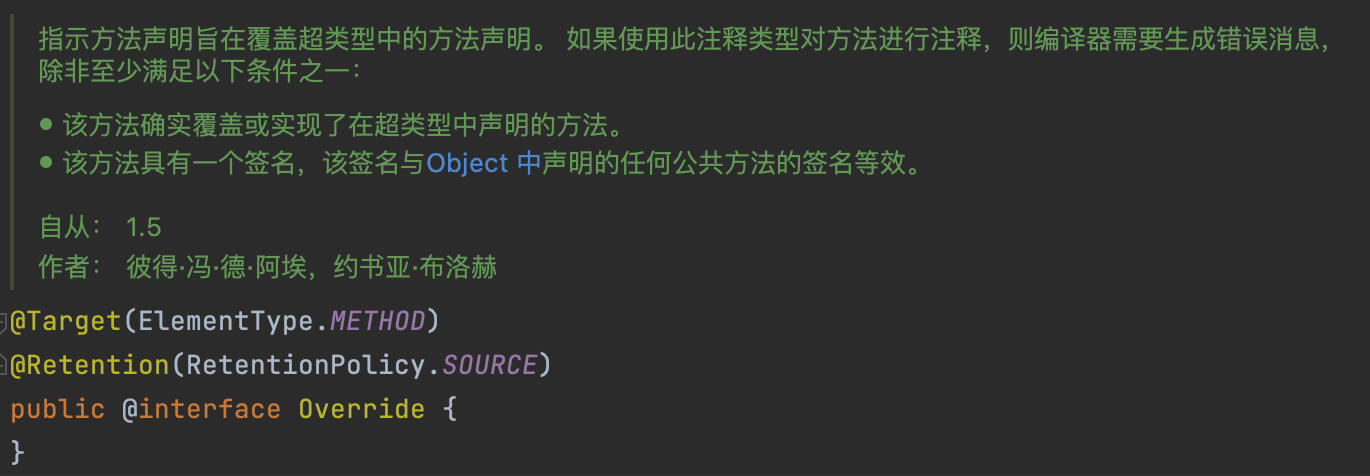 指示方法声明旨在覆盖超类型中的方法声明。 如果使用此注释类型对方法进行注释，则编译器需要生成错误消息，
除非至少满足以下条件之一：
● 该方法确实覆盖或实现了在超类型中声明的方法。
● 该方法具有一个签名，该签名与Object 中声明的任何公共方法的签名等效。
自从： 1.5
作者： 彼得·冯·德·阿埃，约书亚·布洛赫
@Target(ElementType.METHOD)
@Retention(RetentionPolicy.SOURCE)
public @interface Override {
}